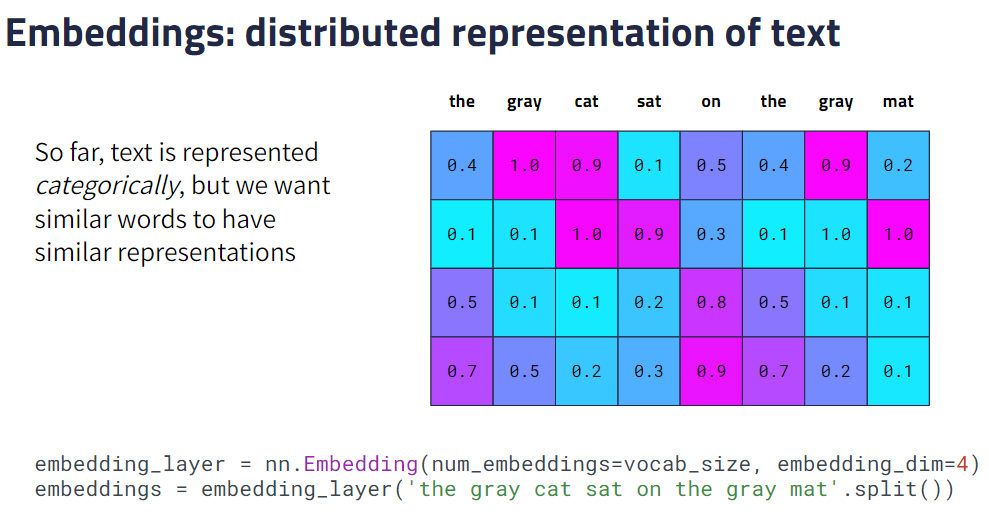 Embeddings: distributed representation of text
So far, text is represented
categorically, but we want
similar words to have
similar representations
the gray cat sat on the gray mat
0.4 1.0 0.9 0.1 0.5 0.4 0.9 0.2
0.1 0.1 1.0 0.9 0.3 0.1 1.0 1.0
0.5 0.1 0.1 0.2 0.8 0.5 0.1 0.1
0.7 0.5 0.2 0.3 0.9 0.7 0.2 0.1
embedding_layer = nn.Embedding(num_embeddings=vocab_size, embedding_dim=4)
embeddings = embedding_layer('the gray cat sat on the gray mat'.split())